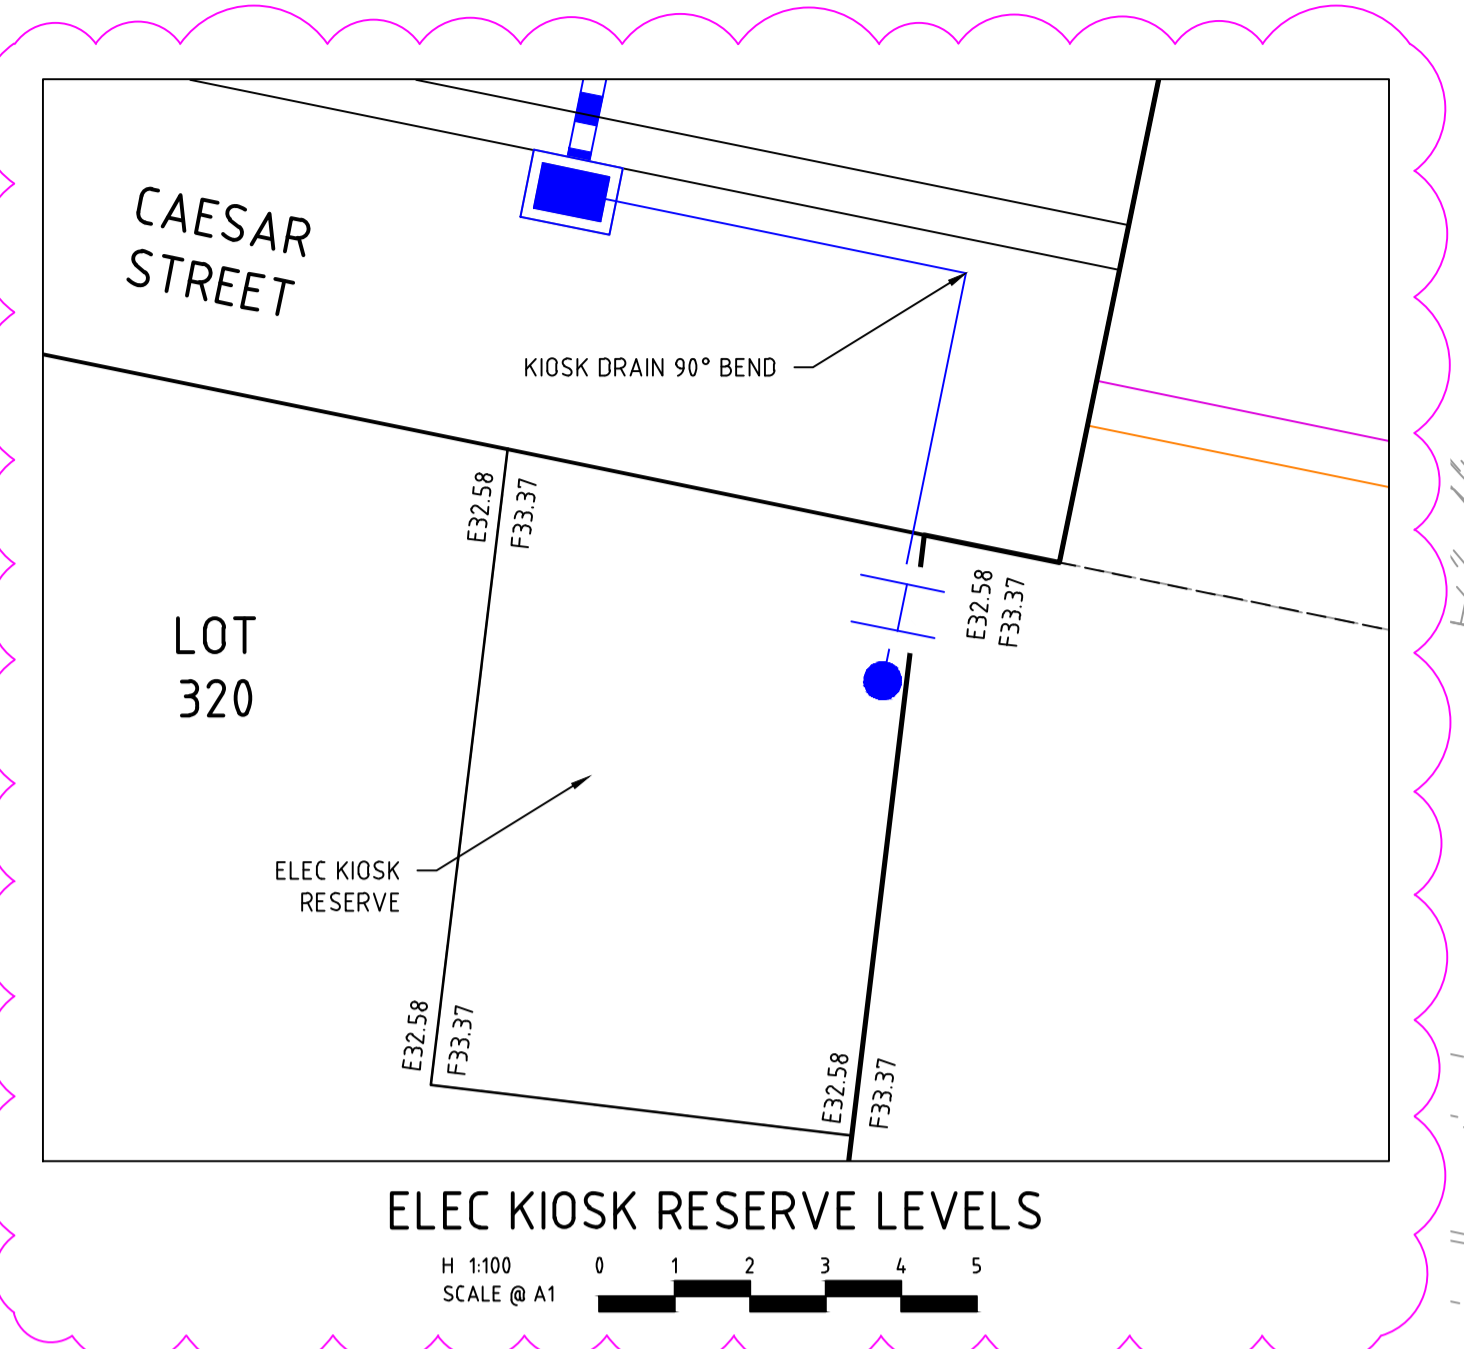 CAESAR
STREET
KIOSK DRAIN 90° BEND
E32.58
F33.37
E32.58
F33.37
LOT
320
ELEC KIOSK
RESERVE
E32.58
F33.37
E32.58
F33.37
ELEC KIOSK RESERVE LEVELS
H 1:100
SCALE @ A1
0 1 2 3 4 5